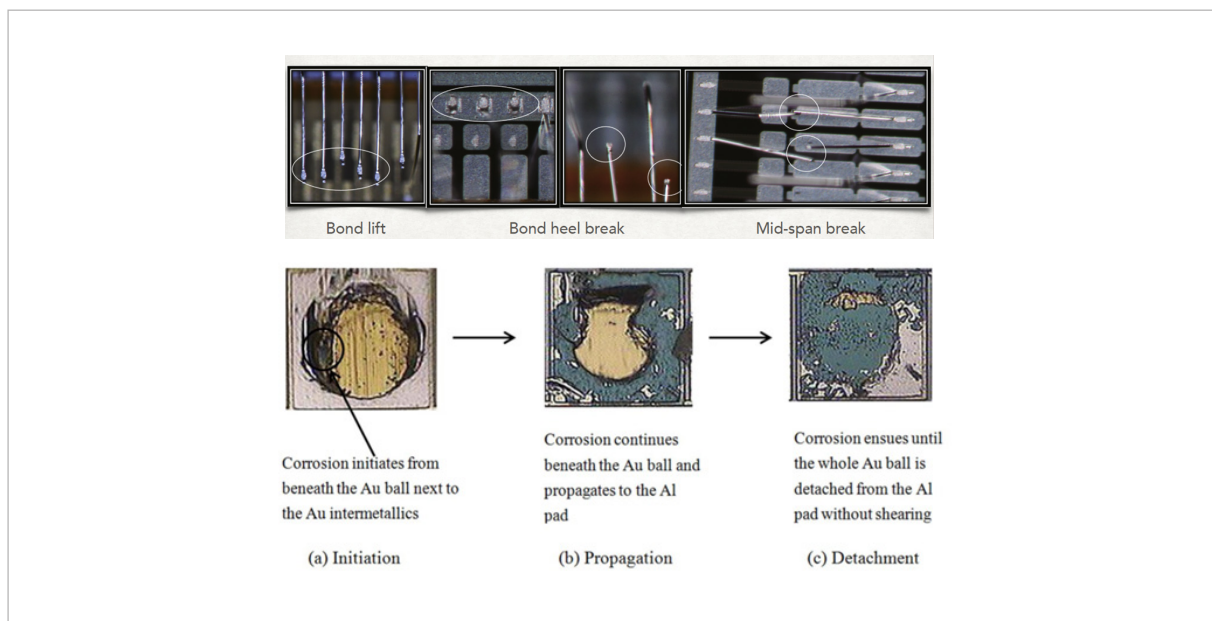 Bond lift
Bond heel break
Mid-span break
Corrosion initiates from
beneath the Au ball next to
the Au intermetallics
(a) Initiation
Corrosion continues
beneath the Au ball and
propagates to the Al
pad
(b) Propagation
Corrosion ensues until
the whole Au ball is
detached from the Al
pad without shearing
(c) Detachment